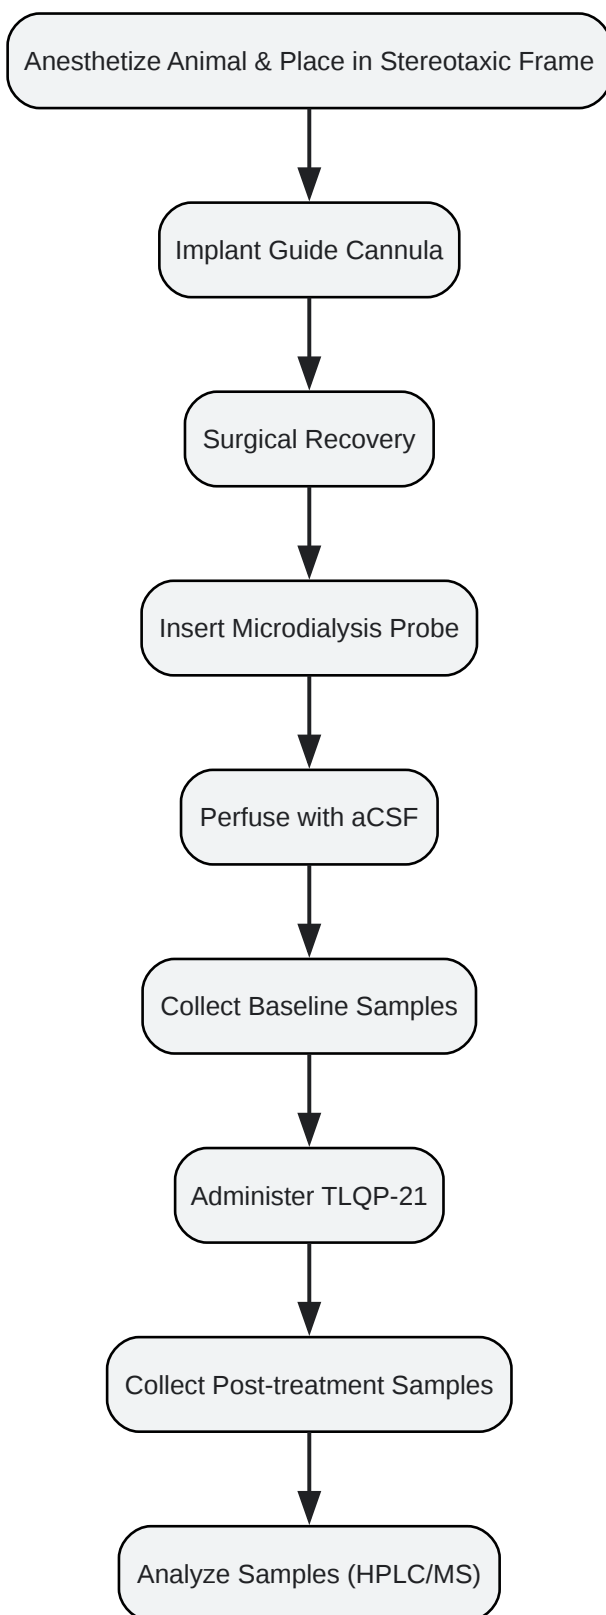 Anesthetize Animal & Place in Stereotaxic Frame
Implant Guide Cannula
Surgical Recovery
Insert Microdialysis Probe
Perfuse with aCSF
Collect Baseline Samples
Administer TLQP-21
Collect Post-treatment Samples
Analyze Samples (HPLC/MS)